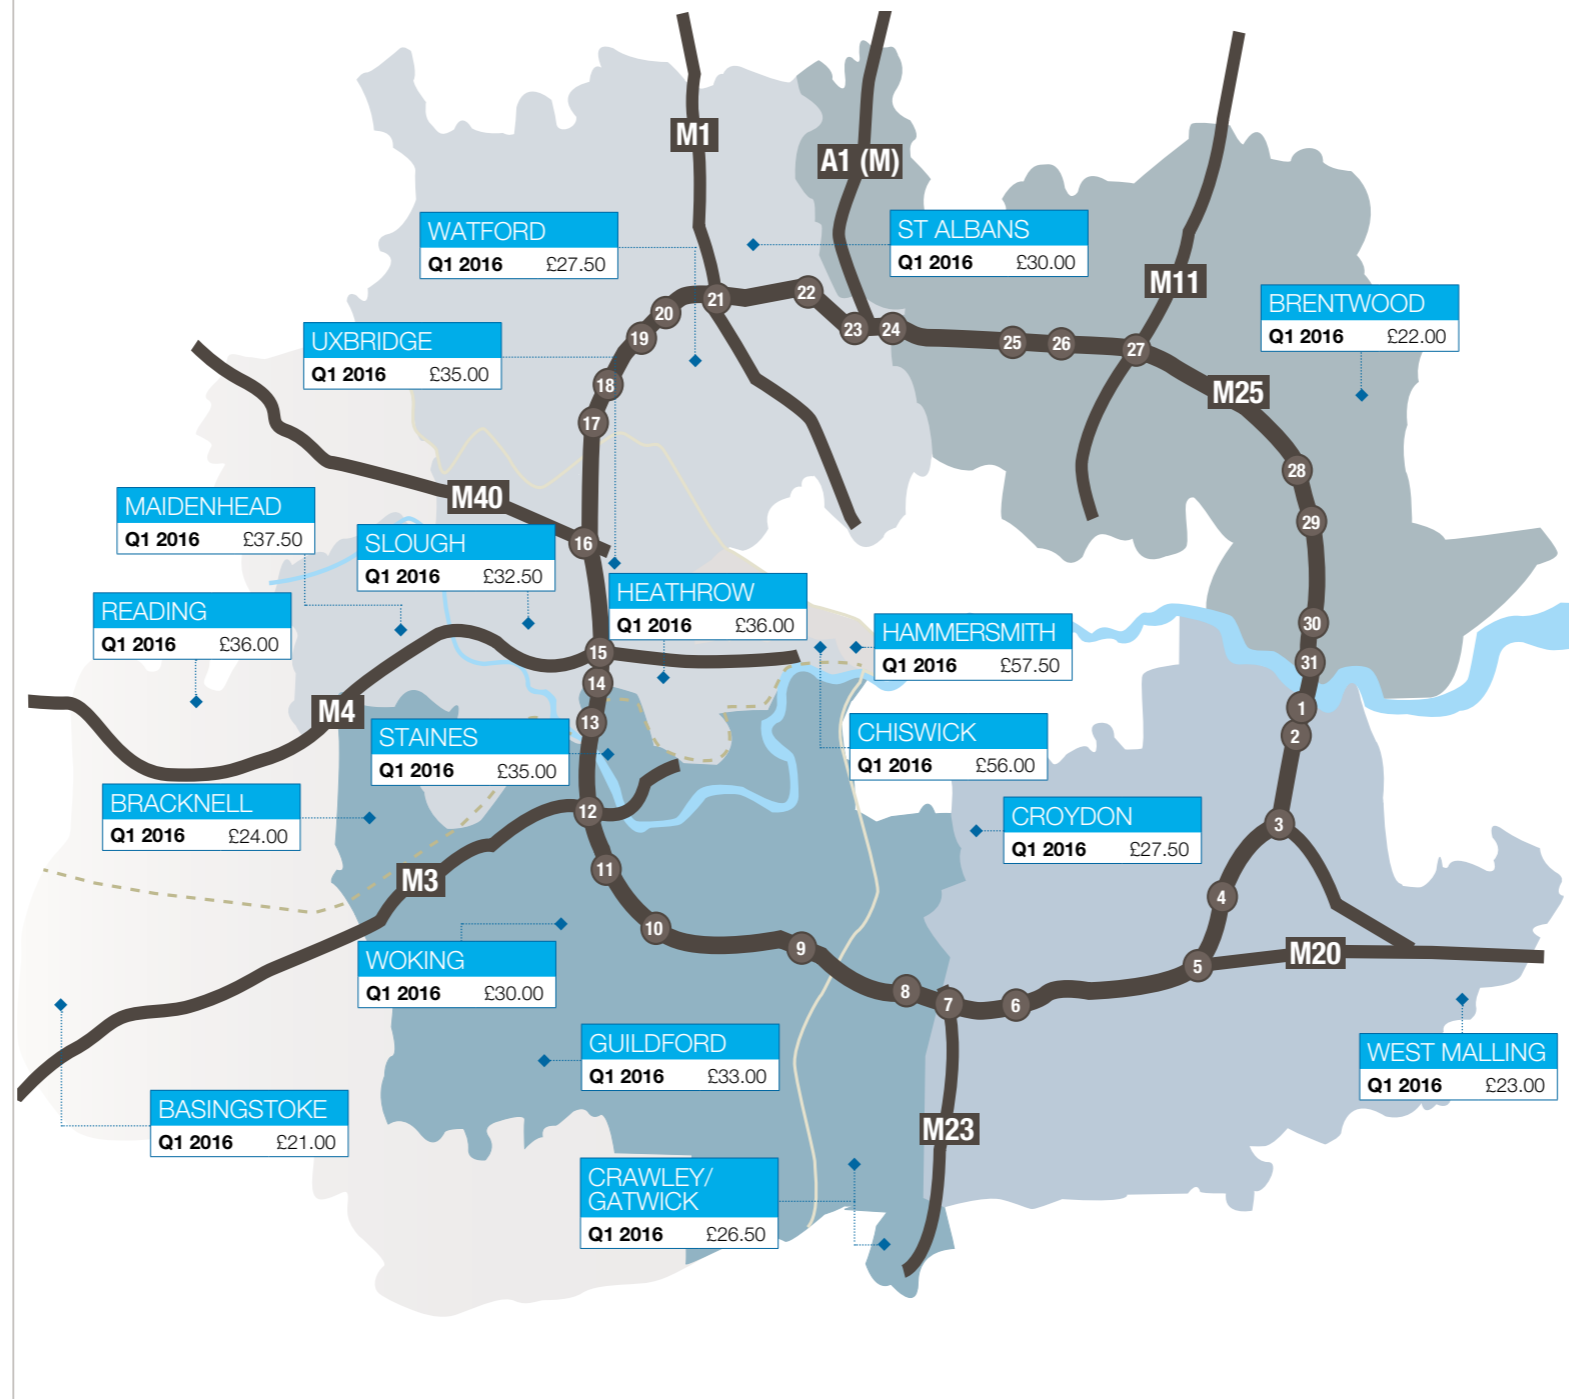 M1
A1 (M)
WATFORD
Q1 2016 £27.50
ST ALBANS
Q1 2016 £30.00
M11
BRENTWOOD
Q1 2016 £22.00
UXBRIDGE
Q1 2016 £35.00
22
21
20
19
23
24
25
26
27
18
17
M25
28
29
M40
MAIDENHEAD
Q1 2016 £37.50
SLOUGH
Q1 2016 £32.50
16
HEATHROW
Q1 2016 £36.00
READING
Q1 2016 £36.00
HAMMERSMITH
Q1 2016 £57.50
30
31
15
14
13
M4
1
2
STAINES
Q1 2016 £35.00
CHISWICK
Q1 2016 £56.00
BRACKNELL
Q1 2016 £24.00
12
CROYDON
Q1 2016 £27.50
3
M3
11
4
10
9
WOKING
Q1 2016 £30.00
8
7
6
5
M20
GUILDFORD
Q1 2016 £33.00
WEST MALLING
Q1 2016 £23.00
BASINGSTOKE
Q1 2016 £21.00
M23
CRAWLEY/
GATWICK
Q1 2016 £26.50